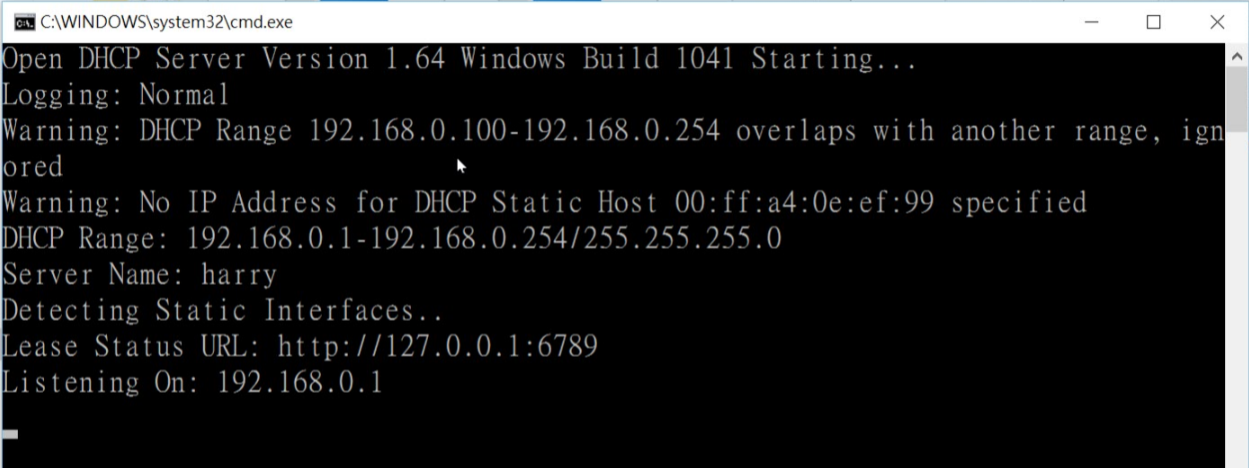 C:\WINDOWS\system32\cmd.exe
Open DHCP Server Version 1.64 Windows Build 1041 Starting...
Logging: Normal
Warning: DHCP Range 192.168.0.100-192.168.0.254 overlaps with another range, ign
ored
Warning: No IP Address for DHCP Static Host 00:ff:a4:0e:ef:99 specified
DHCP Range: 192.168.0.1-192.168.0.254/255.255.255.0
Server Name: harry
Detecting Static Interfaces..
Lease Status URL: http://127.0.0.1:6789
Listening On: 192.168.0.1